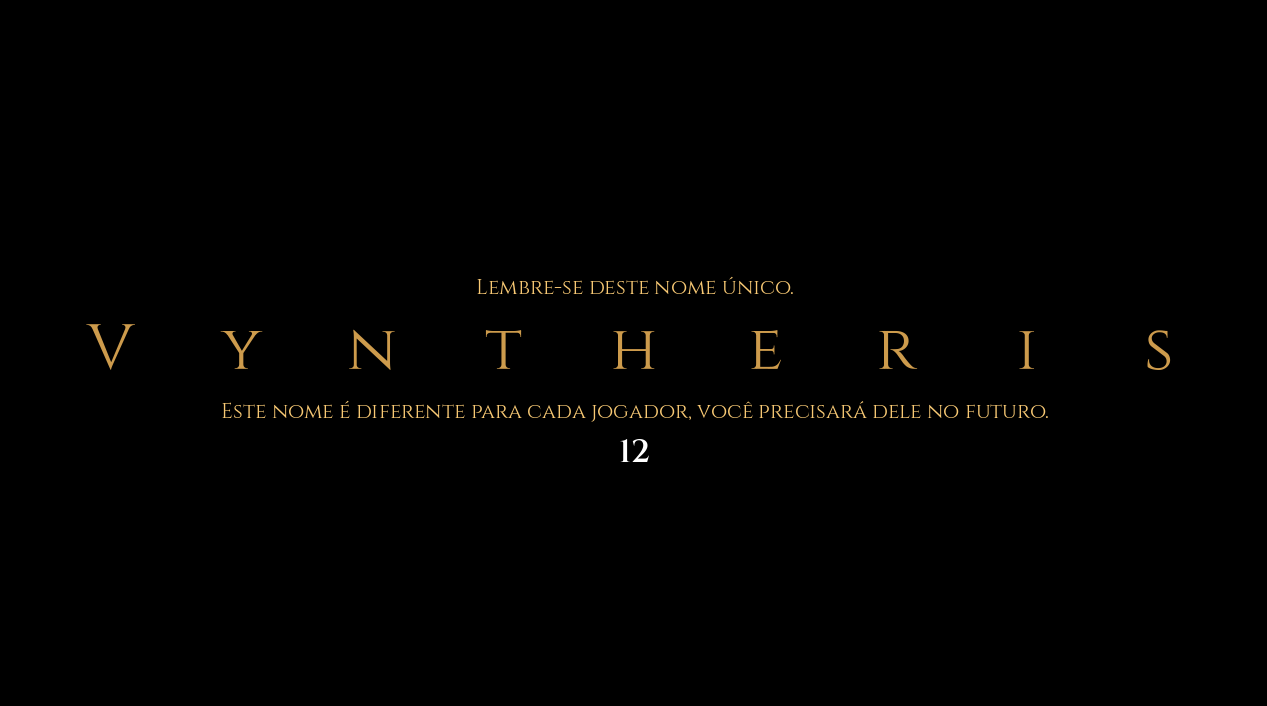 Lembre-se deste nome único.
V Y N T H E R I S
Este nome é diferente para cada jogador, você precisará dele no futuro.
12